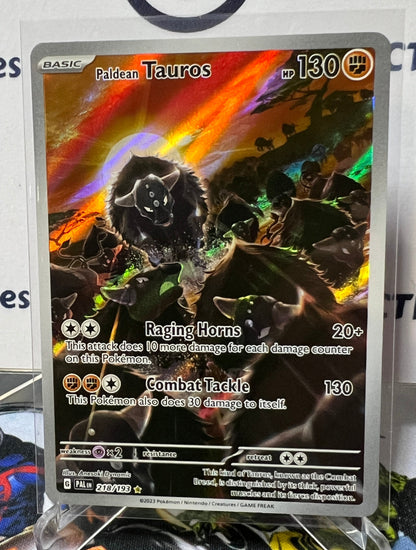 BASIC
Paldean Tauros
HP 130
Raging Horns 20+
This attack does 10 more damage for each damage counter
on this Pokémon.
Combat Tackle 130
This Pokémon also does 30 damage to itself.
weakness ×2 resistance retreat
Illus. Anesaki Dynamic
G PAL EN 218/193
This kind of Tauros, known as the Combat
Breed, is distinguished by its thick, powerful
muscles and its fierce disposition.
©2023 Pokémon / Nintendo / Creatures / GAME FREAK